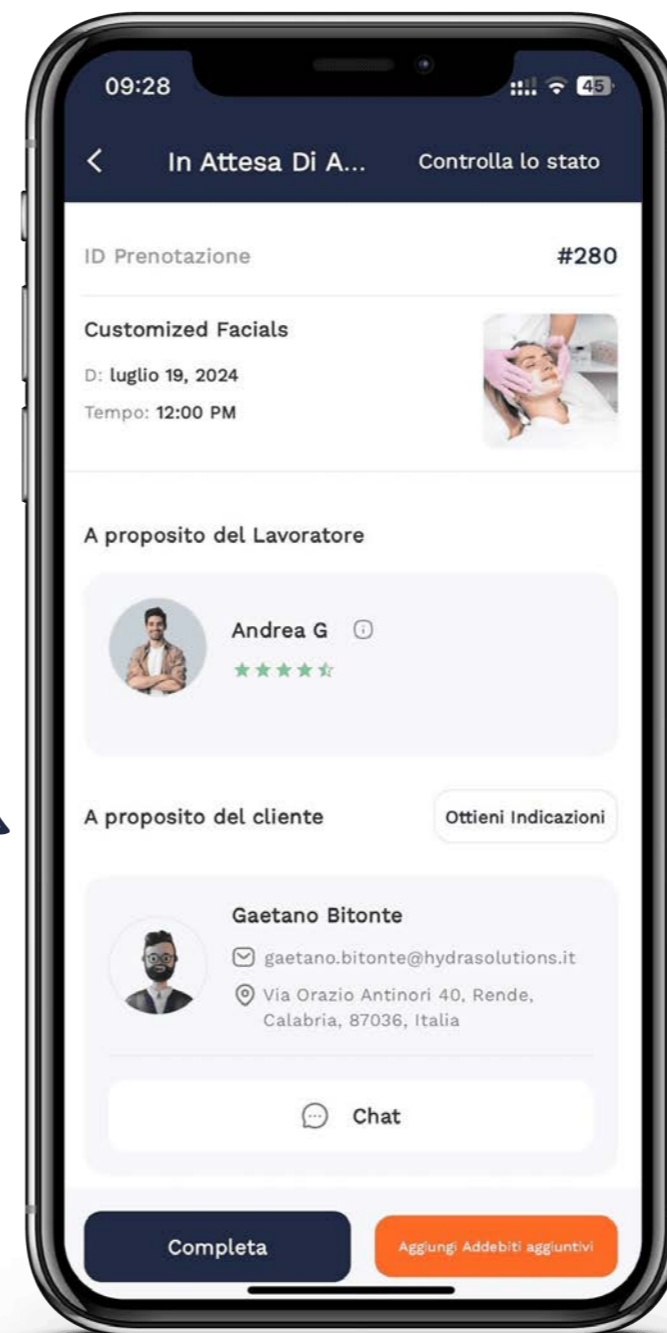 09:28
45
In Attesa Di A...
Controlla lo stato
ID Prenotazione
#280
Customized Facials
D: luglio 19, 2024
Tempo: 12:00 PM
A proposito del Lavoratore
Andrea G
A proposito del cliente
Ottieni Indicazioni
Gaetano Bitonte
gaetano.bitonte@hydrasolutions.it
Via Orazio Antinori 40, Rende,
Calabria, 87036, Italia
Chat
Completa
Aggiungi Addebiti aggiuntivi